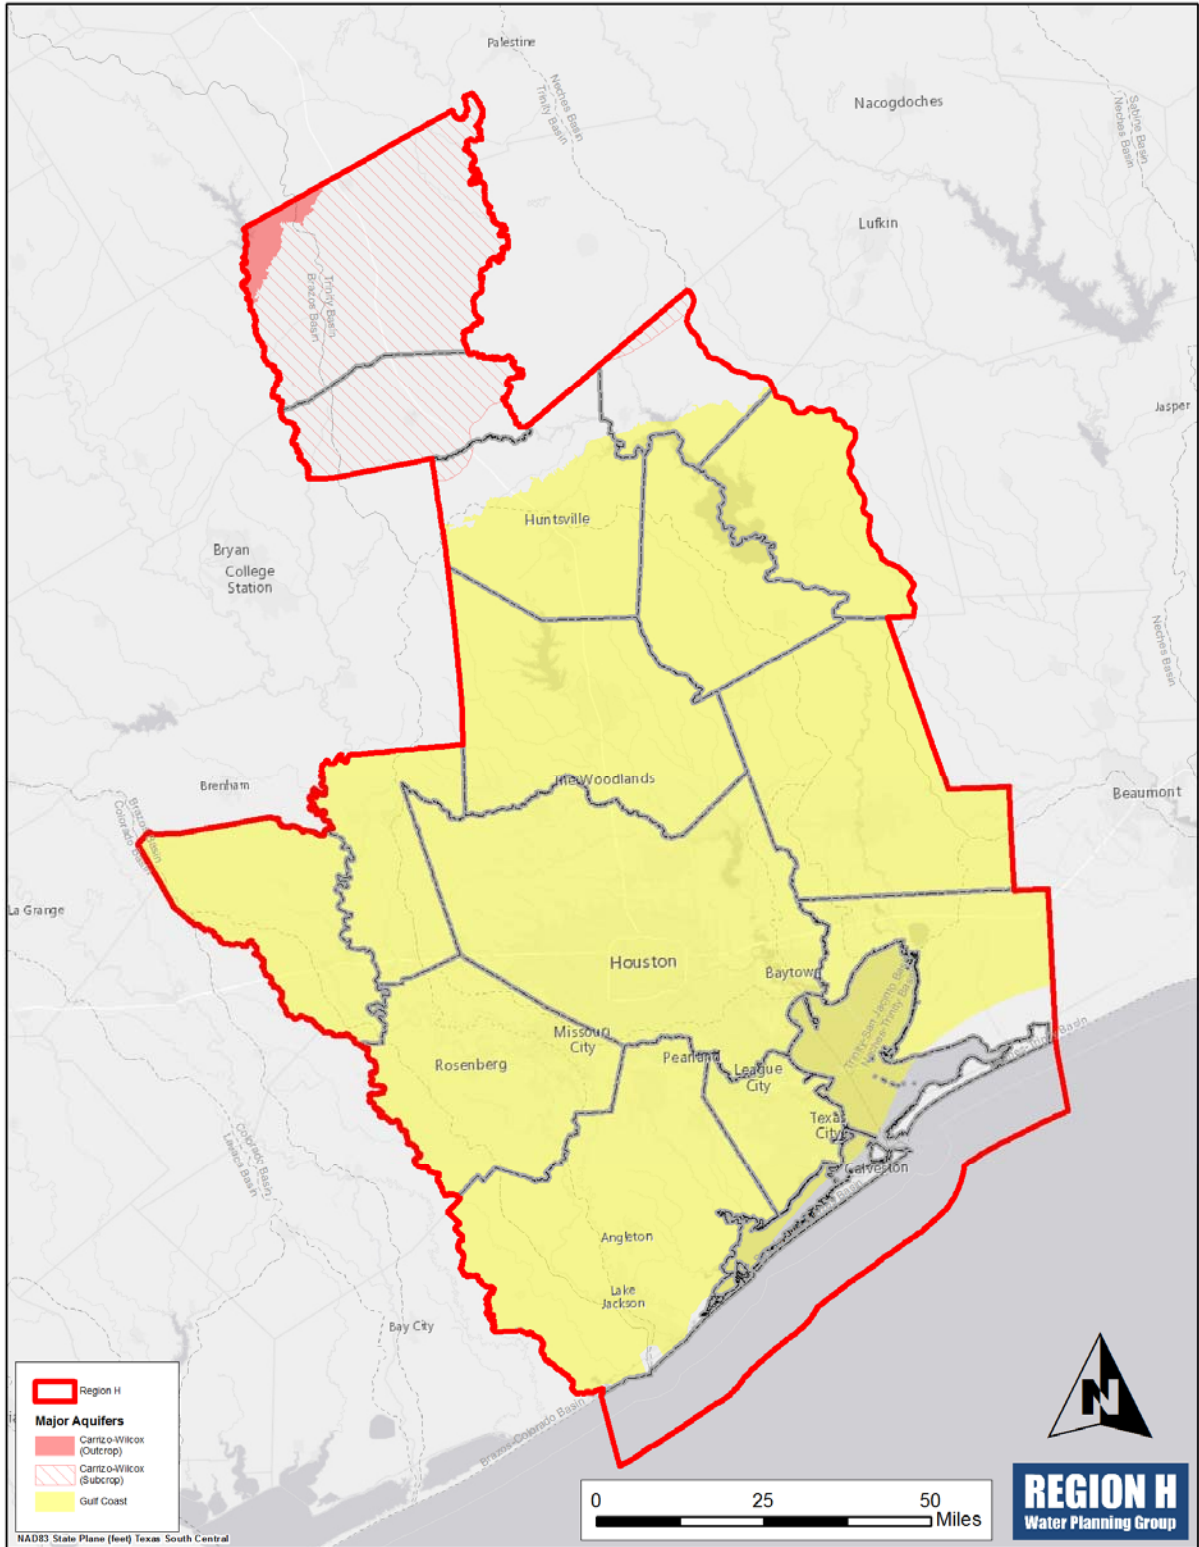 Palestine
Neches Basin
Trinity Basin
Nacogdoches
Sabine Basin
Neches Basin
Lufkin
Trinity Basin
Brazos Basin
Jasper
Huntsville
Bryan
College
Station
Neches Basin
The Woodlands
Brenham
Beaumont
Brazos Basin
Colorado Basin
La Grange
Houston
Baytown
Trinity-San Jacinto Basin
Neches-Trinity Basin
Missouri
City
Rosenberg
Pearland
League
City
Texas
City
Galveston
Colorado Basin
Lavaca Basin
Angleton
Lake
Jackson
Bay City
Brazos-Colorado Basin
Region H
Major Aquifers
Carrizo-Wilcox
(Outcrop)
Carrizo-Wilcox
(Subcrop)
Gulf Coast
NAD83 State Plane (feet) Texas South Central
0 25 50
Miles
N
REGION H
Water Planning Group